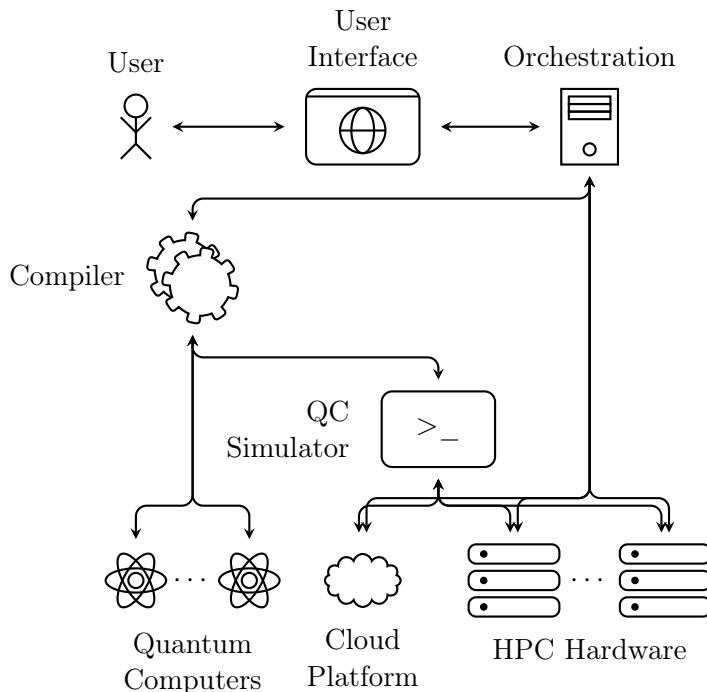 User
User
Interface
Orchestration
Compiler
QC
Simulator
>_
Quantum
Computers
Cloud
Platform
HPC Hardware